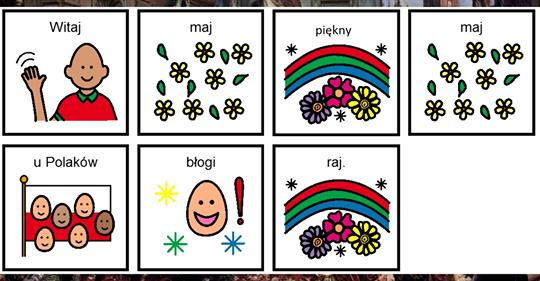 Witaj maj piękny maj
u Polaków błogi raj.